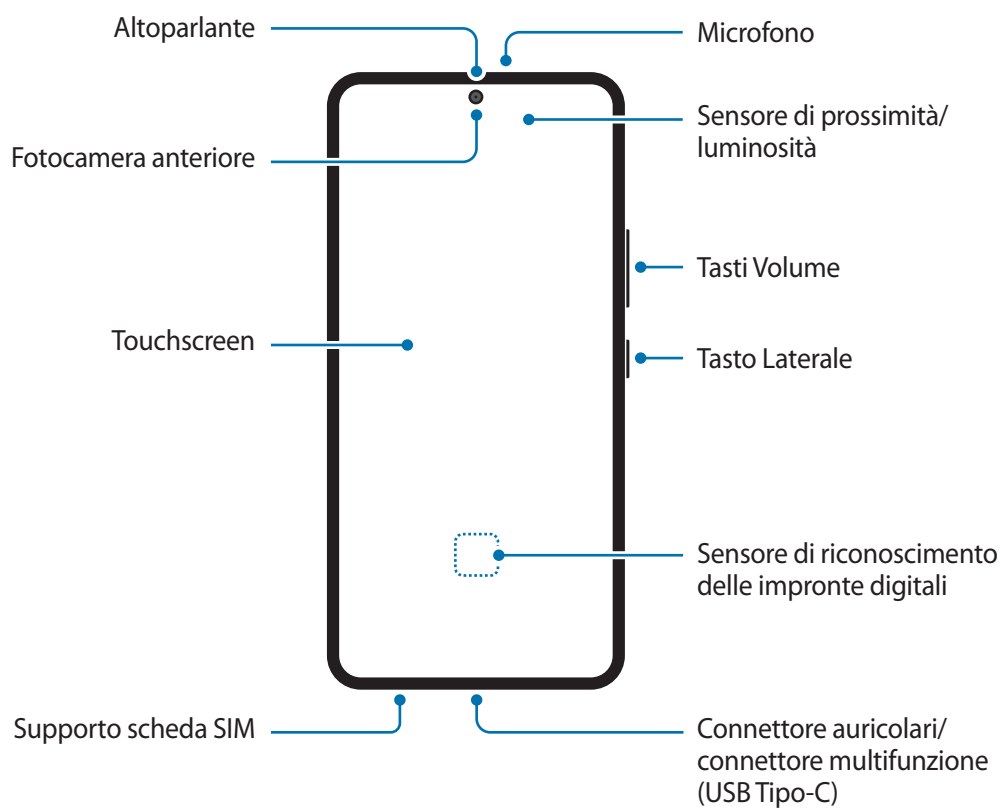 Altoparlante
Microfono
Sensore di prossimità/
luminosità
Fotocamera anteriore
Tasti Volume
Touchscreen
Tasto Laterale
Sensore di riconoscimento
delle impronte digitali
Supporto scheda SIM
Connettore auricolari/
connettore multifunzione
(USB Tipo-C)